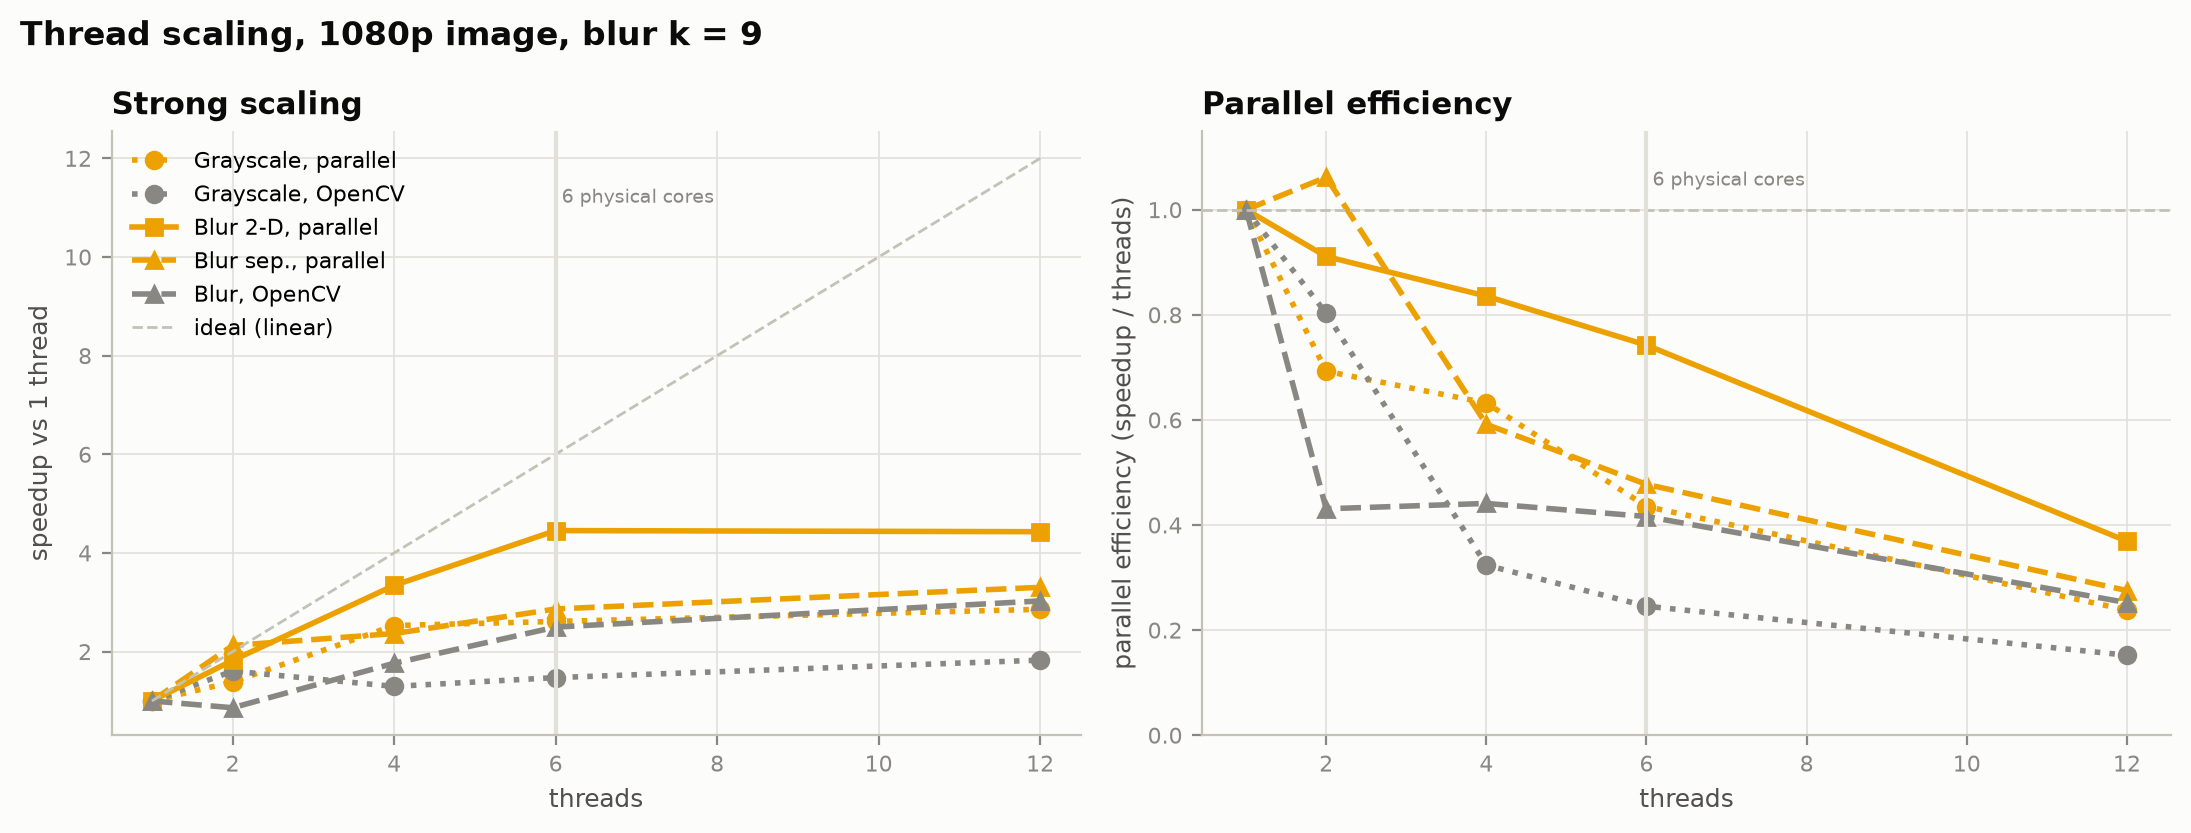 Thread scaling, 1080p image, blur k = 9
Strong scaling
speedup vs 1 thread
12
10
8
6
4
2
Grayscale, parallel
Grayscale, OpenCV
Blur 2-D, parallel
Blur sep., parallel
Blur, OpenCV
ideal (linear)
6 physical cores
2 4 6 8 10 12
threads
Parallel efficiency
parallel efficiency (speedup / threads)
1.0
0.8
0.6
0.4
0.2
0.0
6 physical cores
2 4 6 8 10 12
threads